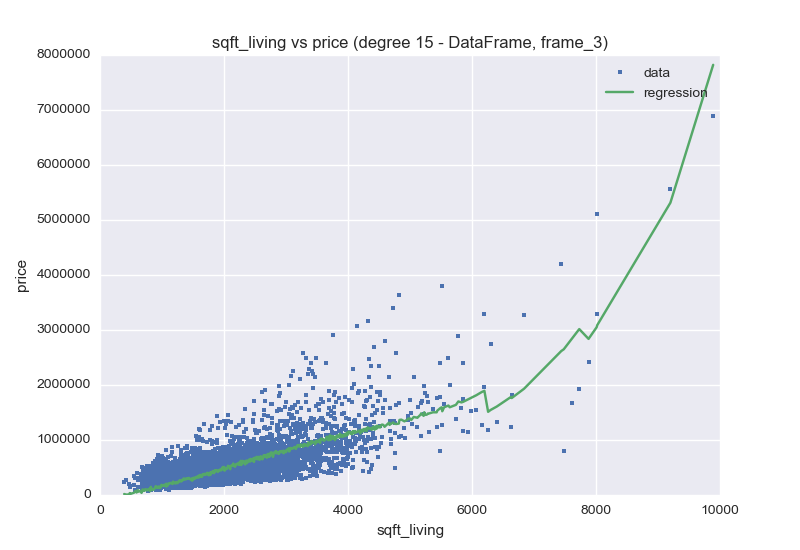 sqft_living vs price (degree 15 - DataFrame, frame_3)
8000000
7000000
6000000
5000000
4000000
3000000
2000000
1000000
0
price
data
regression
0 2000 4000 6000 8000 10000
sqft_living